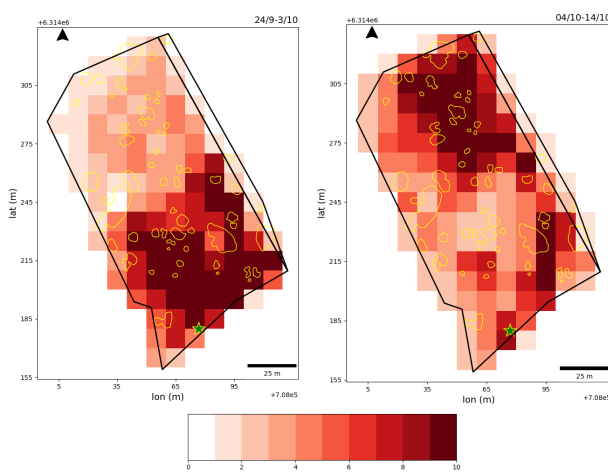 +6.314e6 24/9-3/10
305
275
lat (m)
245
215
185
155
5 35 65 95
lon (m)
25 m
+7.08e5
+6.314e6 04/10-14/10
305
275
lat (m)
245
215
185
155
5 35 65 95
lon (m)
25 m
+7.08e5
0 2 4 6 8 10